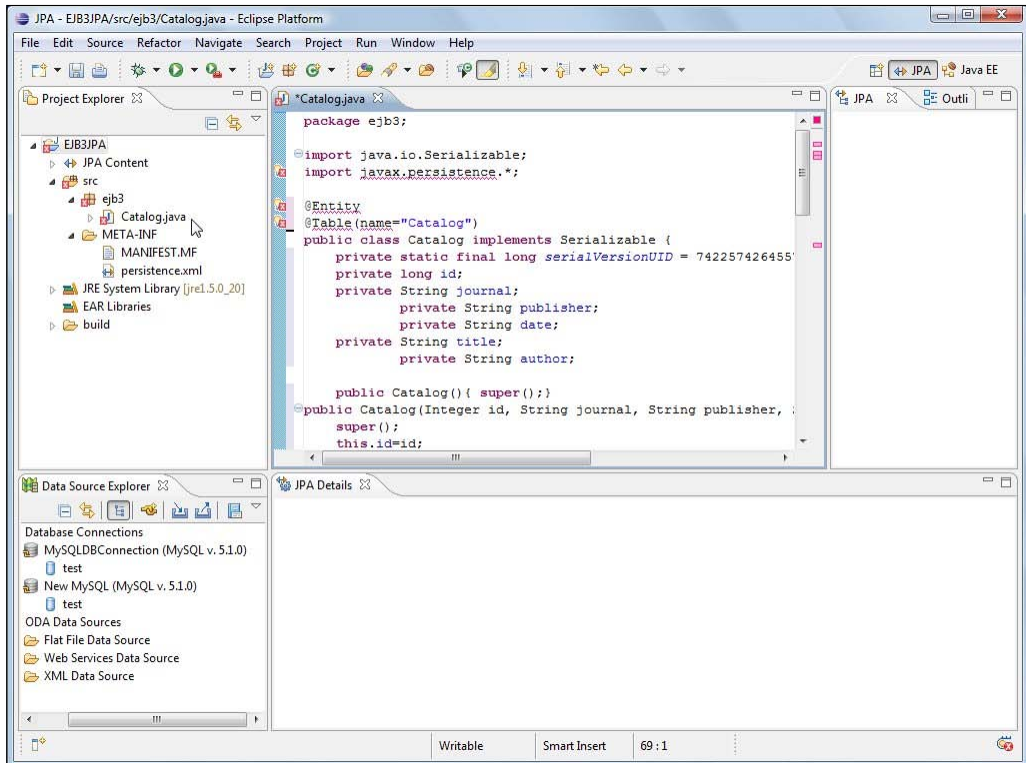 JPA - EJB3JPA/src/ejb3/Catalog.java - Eclipse Platform
File Edit Source Refactor Navigate Search Project Run Window Help
JPA Java EE
Project Explorer
EJB3JPA
JPA Content
src
ejb3
Catalog.java
META-INF
MANIFEST.MF
persistence.xml
JRE System Library [jre1.5.0_20]
EAR Libraries
build
*Catalog.java
package ejb3;
import java.io.Serializable;
import javax.persistence.*;
@Entity
@Table(name="Catalog")
public class Catalog implements Serializable {
private static final long serialVersionUID = 742257426455
private long id;
private String journal;
private String publisher;
private String date;
private String title;
private String author;
public Catalog(){ super();}
public Catalog(Integer id, String journal, String publisher,
super();
this.id=id;
JPA Outli
Data Source Explorer
Database Connections
MySQLDBConnection (MySQL v. 5.1.0)
test
New MySQL (MySQL v. 5.1.0)
test
ODA Data Sources
Flat File Data Source
Web Services Data Source
XML Data Source
JPA Details
Writable Smart Insert 69 : 1